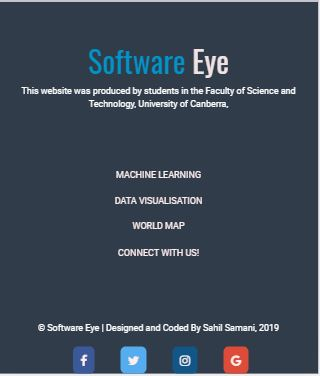 Software Eye
This website was produced by students in the Faculty of Science and
Technology, University of Canberra,
MACHINE LEARNING
DATA VISUALISATION
WORLD MAP
CONNECT WITH US!
© Software Eye | Designed and Coded By Sahil Samani, 2019